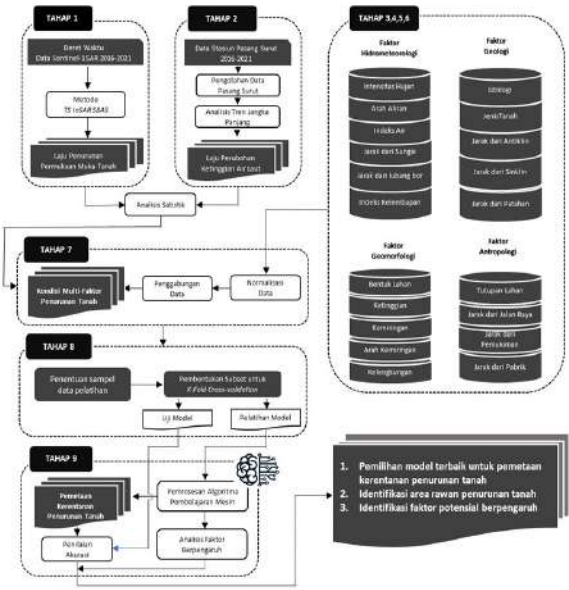 TAHAP 1
Deret Waktu
Data Sentinel-1SAR 2016-2021
Metode
TS InSAR SBAS
Laju Penurunan
Permukaan Muka Tanah
TAHAP 2
Data Stasiun Pasang Surut
2016-2021
Pengolahan Data
Pasang Surut
Analisis Tren Jangka
Panjang
Laju Perubahan
Ketinggian Air Laut
Analisis Statistik
TAHAP 3,4,5,6
Faktor
Hidrometeorologi
Intensitas Hujan
Arah Aliran
Indeks Air
Jarak dari Sungai
Jarak dari lubang bor
Indeks Kelembapan
Faktor
Geologi
Litologi
Jenis Tanah
Jarak dari Antiklin
Jarak dari Sinklin
Jarak dari Patahan
Faktor
Geomorfologi
Bentuk Lahan
Ketinggian
Kemiringan
Arah Kemiringan
Kelengkungan
Faktor
Antropologi
Tutupan Lahan
Jarak dari Jalan Raya
Jarak dari
Pemukiman
Jarak dari Pabrik
TAHAP 7
Kondisi Multi-Faktor
Penurunan Tanah
Penggabungan
Data
Normalisasi
Data
TAHAP 8
Penentuan sampel
data pelatihan
Pembentukan Subset untuk
K-Fold-Cross-validation
Uji Model
Pelatihan Model
TAHAP 9
Pemetaan
Kerentanan
Penurunan Tanah
Pemrosesan Algoritma
Pembelajaran Mesin
Penilaian
Akurasi
Analisis Faktor
Berpengaruh
1. Pemilihan model terbaik untuk pemetaan
kerentanan penurunan tanah
2. Identifikasi area rawan penurunan tanah
3. Identifikasi faktor potensial berpengaruh